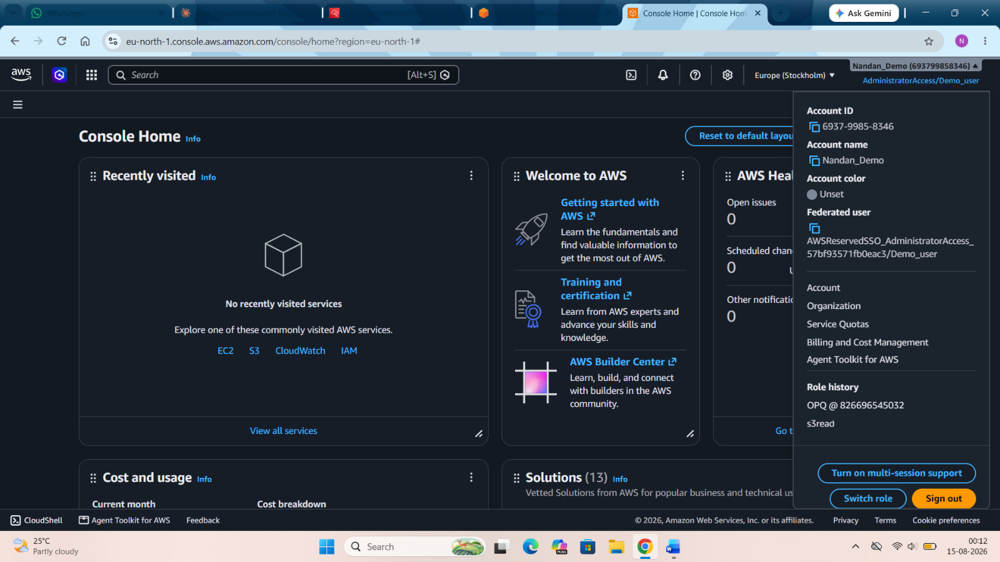 WhatsApp
Console Home | Console Hom
Ask Gemini
eu-north-1.console.aws.amazon.com/console/home?region=eu-north-1#
N
aws
Search
[Alt+S]
Europe (Stockholm)
Nandan_Demo (693799858346)
AdministratorAccess/Demo_user
Console Home Info
Reset to default layou
Recently visited Info
No recently visited services
Explore one of these commonly visited AWS services.
EC2 S3 CloudWatch IAM
View all services
Welcome to AWS
Getting started with
AWS
Learn the fundamentals and
find valuable information to
get the most out of AWS.
Training and
certification
Learn from AWS experts and
advance your skills and
knowledge.
AWS Builder Center
Learn, build, and connect
with builders in the AWS
community.
AWS Heal
Open issues
0
Scheduled chan
0
Other notificatio
0
Go t
Account ID
6937-9985-8346
Account name
Nandan_Demo
Account color
Unset
Federated user
AWSReservedSSO_AdministratorAccess_
57bf93571fb0eac3/Demo_user
Account
Organization
Service Quotas
Billing and Cost Management
Agent Toolkit for AWS
Role history
OPQ @ 826696545032
s3read
Turn on multi-session support
Switch role
Sign out
Cost and usage Info
Current month
Cost breakdown
Solutions (13) Info
Vetted Solutions from AWS for popular business and technical us
CloudShell
Agent Toolkit for AWS
Feedback
© 2026, Amazon Web Services, Inc. or its affiliates.
Privacy
Terms
Cookie preferences
25°C
Partly cloudy
Search
M365
00:12
15-08-2026